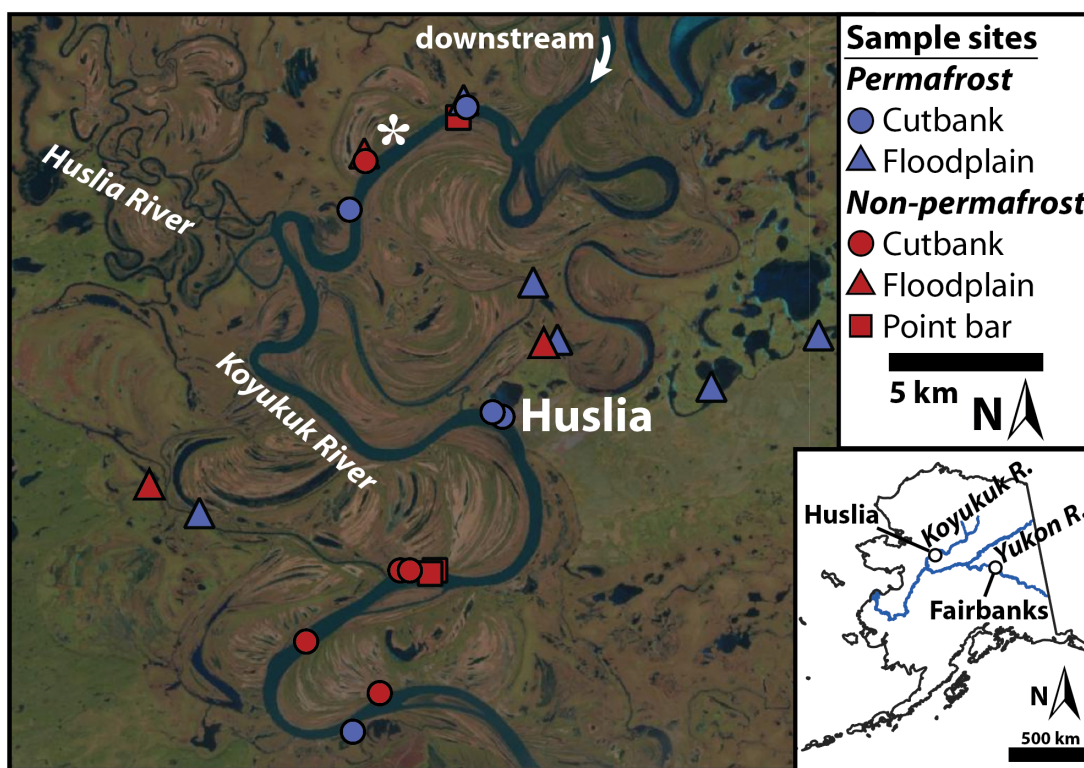 downstream
*
Huslia River
Koyukuk River
Huslia
Sample sites
Permafrost
Cutbank
Floodplain
Non-permafrost
Cutbank
Floodplain
Point bar
5 km
N
Huslia
Koyukuk R.
Yukon R.
Fairbanks
N
500 km